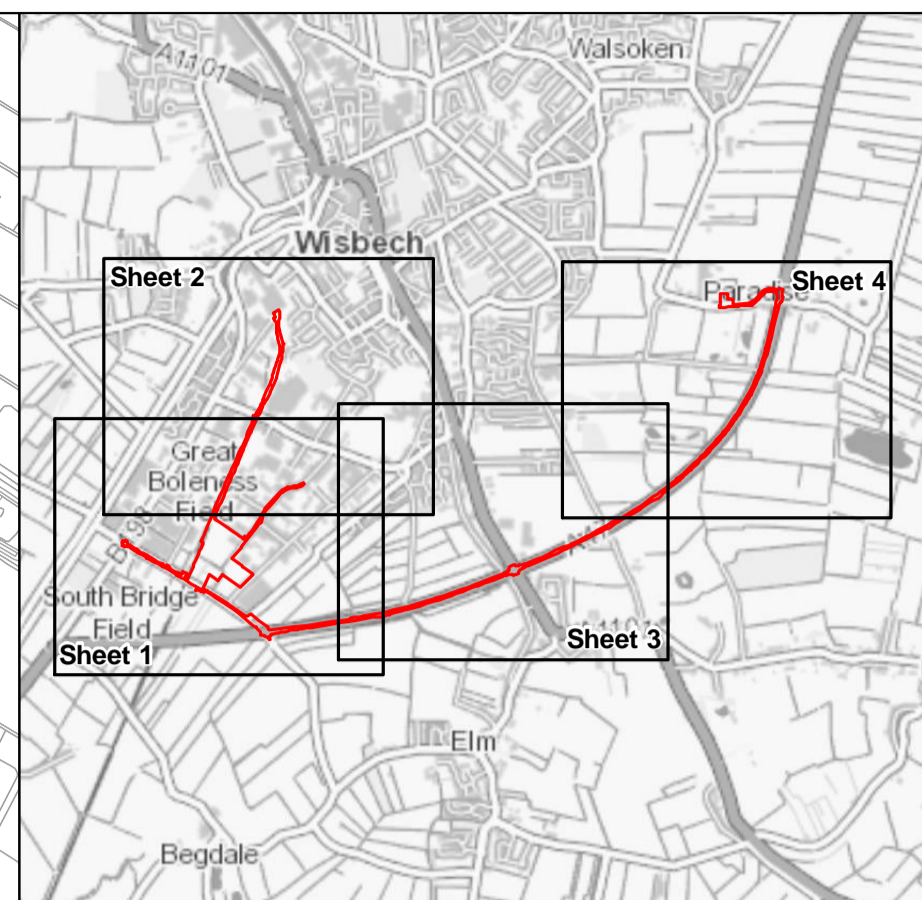 A1101
Walsoken
Wisbech
Sheet 2
Sheet 4
Paradise
Great
Boleness
Field
South Bridge
Field
Sheet 1
Sheet 3
Elm
Begdale